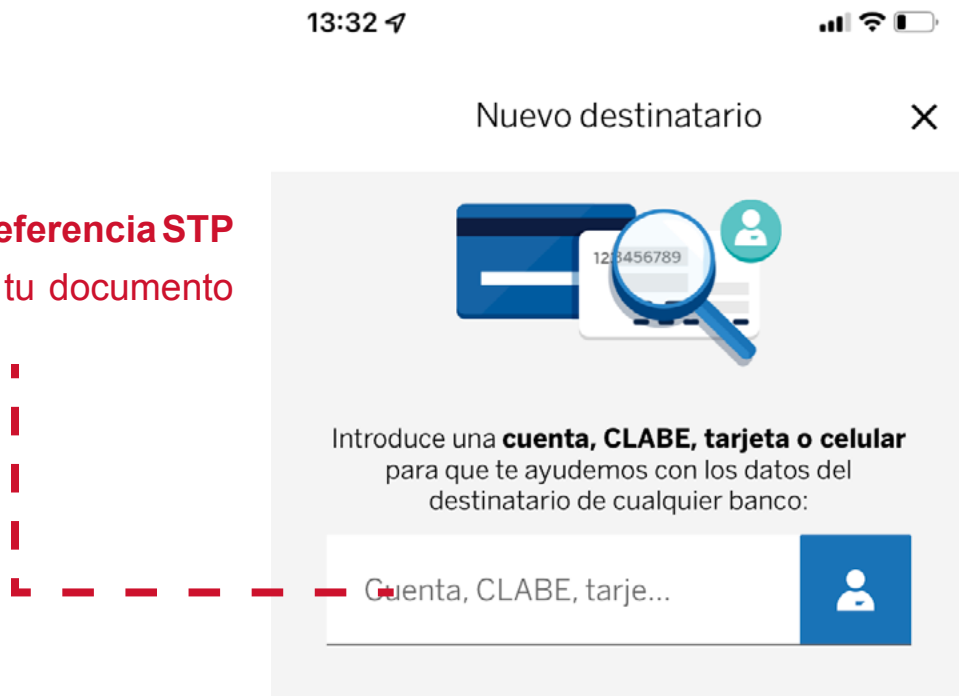 13:32
Nuevo destinatario
eferencia STP
tu documento
123456789
Introduce una cuenta, CLABE, tarjeta o celular
para que te ayudemos con los datos del
destinatario de cualquier banco:
Cuenta, CLABE, tarje...